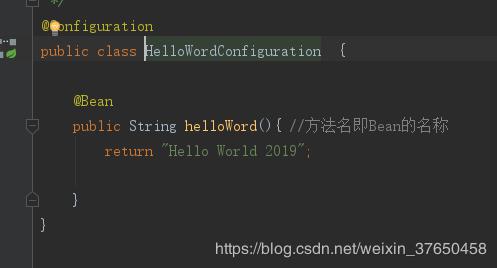 */
@Configuration
public class HelloWordConfiguration {
@Bean
public String helloWord(){ //方法名即Bean的名称
return "Hello World 2019";
}
}
https://blog.csdn.net/weixin_37650458